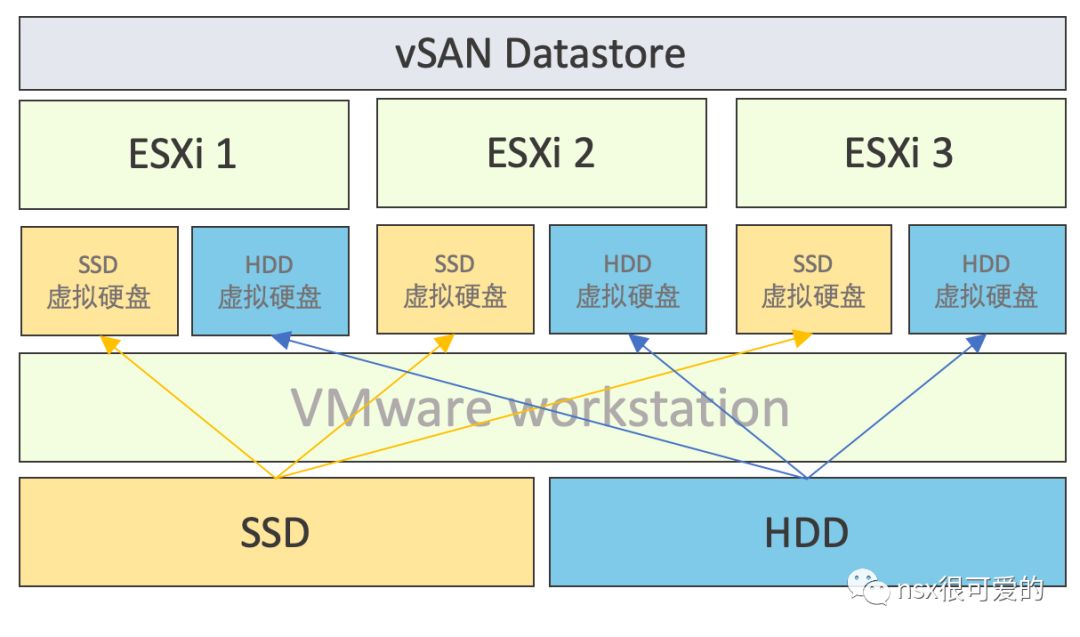 vSAN Datastore
ESXi 1
ESXi 2
ESXi 3
SSD
虚拟硬盘
HDD
虚拟硬盘
SSD
虚拟硬盘
HDD
虚拟硬盘
SSD
虚拟硬盘
HDD
虚拟硬盘
VMware workstation
SSD
HDD
nsx很可爱的